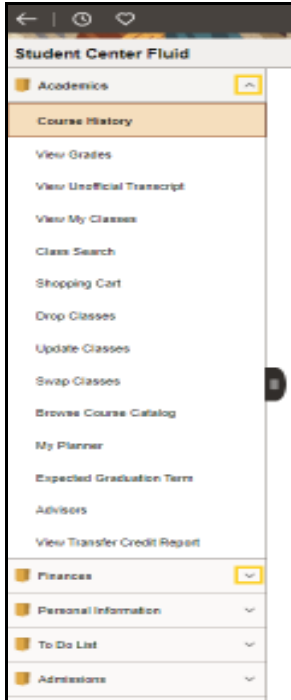 Student Center Fluid
Academics
Course History
View Grades
View Unofficial Transcript
View My Classes
Class Search
Shopping Cart
Drop Classes
Update Classes
Swap Classes
Browse Course Catalog
My Planner
Expected Graduation Term
Advisors
View Transfer Credit Report
Finances
Personal Information
To Do List
Admissions